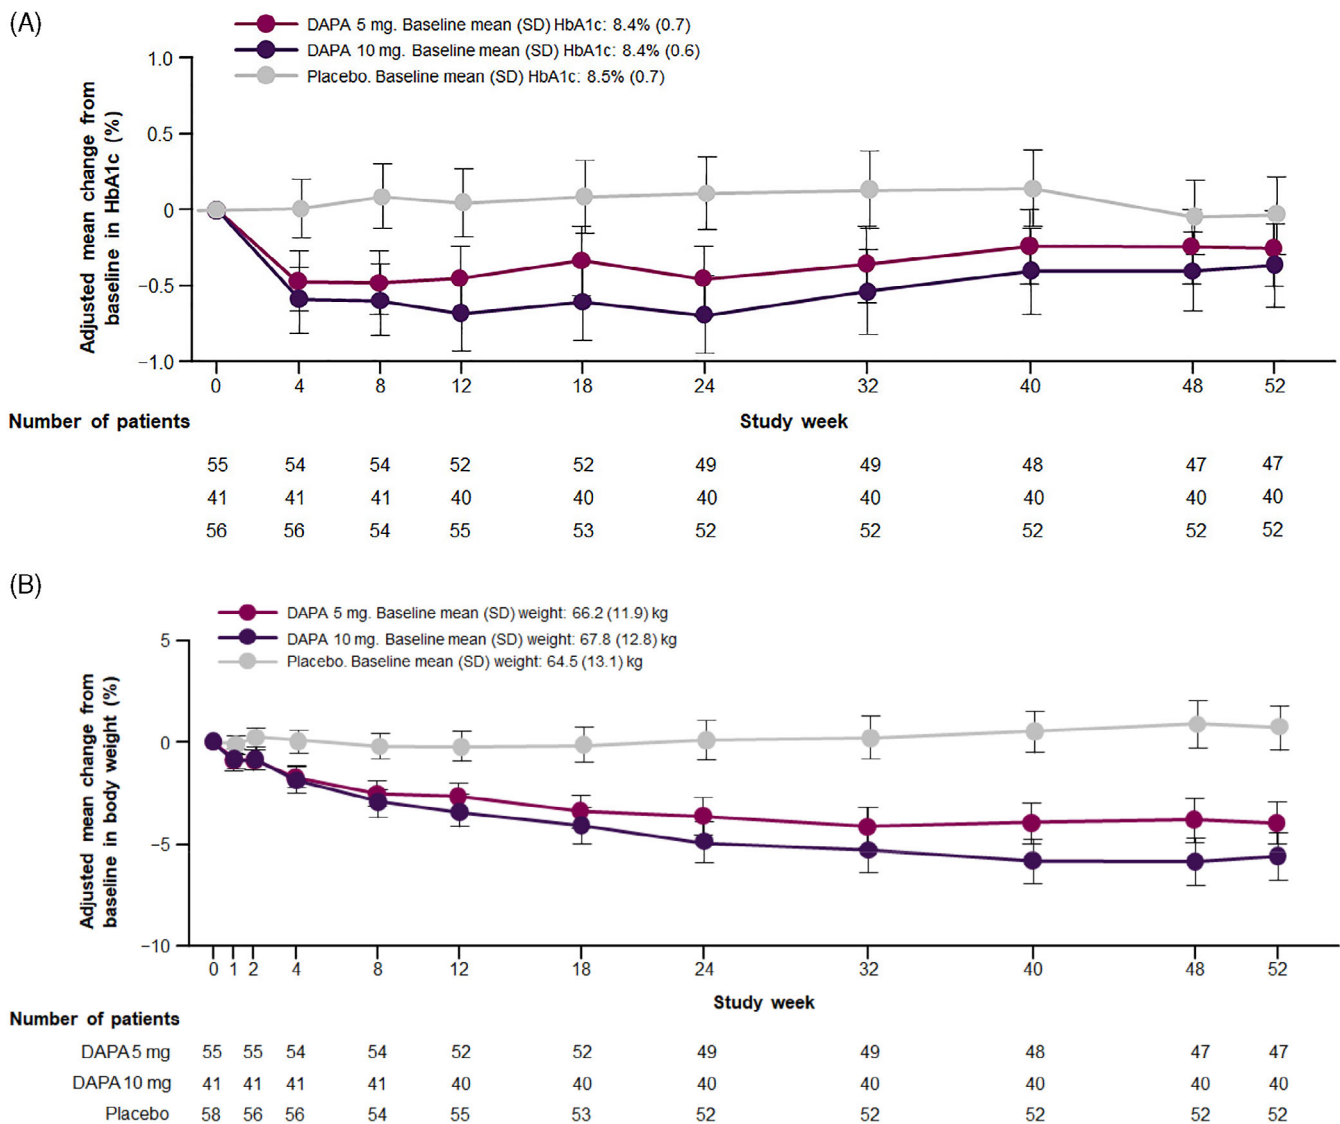 (A)
DAPA 5 mg. Baseline mean (SD) HbA1c: 8.4% (0.7)
DAPA 10 mg. Baseline mean (SD) HbA1c: 8.4% (0.6)
Placebo. Baseline mean (SD) HbA1c: 8.5% (0.7)
Adjusted mean change from
baseline in HbA1c (%)
1.0
0.5
0
−0.5
−1.0
0 4 8 12 18 24 32 40 48 52
Number of patients Study week
55 54 54 52 52 49 49 48 47 47
41 41 41 40 40 40 40 40 40 40
56 56 54 55 53 52 52 52 52 52
(B)
DAPA 5 mg. Baseline mean (SD) weight: 66.2 (11.9) kg
DAPA 10 mg. Baseline mean (SD) weight: 67.8 (12.8) kg
Placebo. Baseline mean (SD) weight: 64.5 (13.1) kg
Adjusted mean change from
baseline in body weight (%)
5
0
−5
−10
0 1 2 4 8 12 18 24 32 40 48 52
Study week
Number of patients
DAPA 5 mg 55 55 54 54 52 52 49 49 48 47 47
DAPA 10 mg 41 41 41 41 40 40 40 40 40 40 40
Placebo 58 56 56 54 55 53 52 52 52 52 52